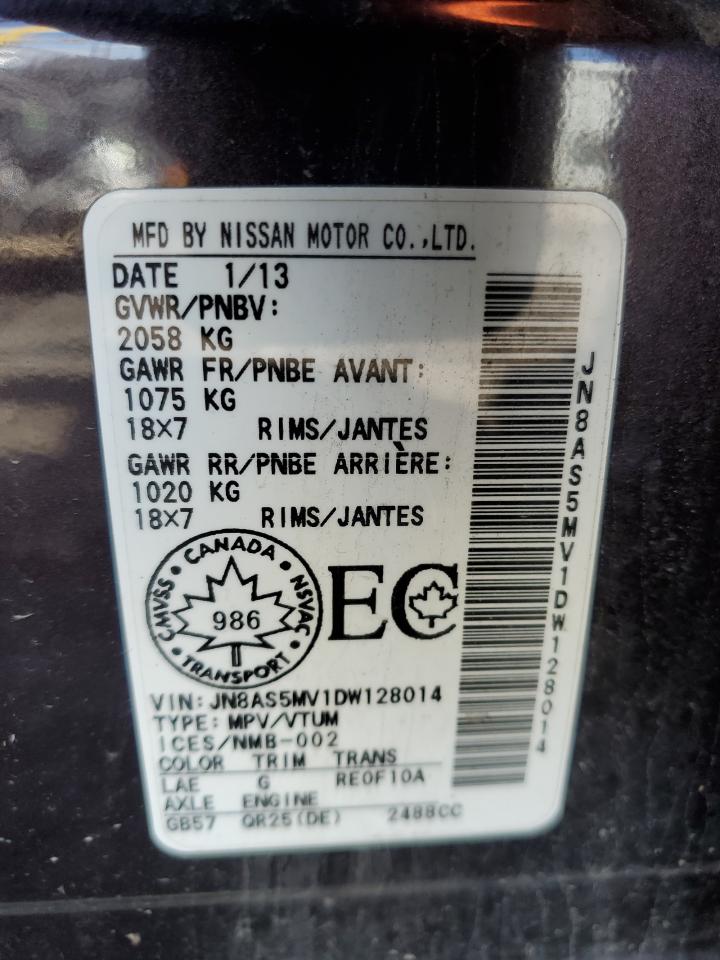 MFD BY NISSAN MOTOR CO.,LTD.
DATE 1/13
GVWR/PNBV:
2058 KG
GAWR FR/PNBE AVANT:
1075 KG
18×7 RIMS/JANTES
GAWR RR/PNBE ARRIÈRE:
1020 KG
18×7 RIMS/JANTES
CANADA
CMVSS
NSVAC
986
TRANSPORT
EC
VIN: JN8AS5MV1DW128014
TYPE: MPV/VTUM
ICES/NMB-002
COLOR TRIM TRANS
LAE G RE0F10A
AXLE ENGINE
GB57 QR25(DE) 2488CC
JN8AS5MV1DW128014